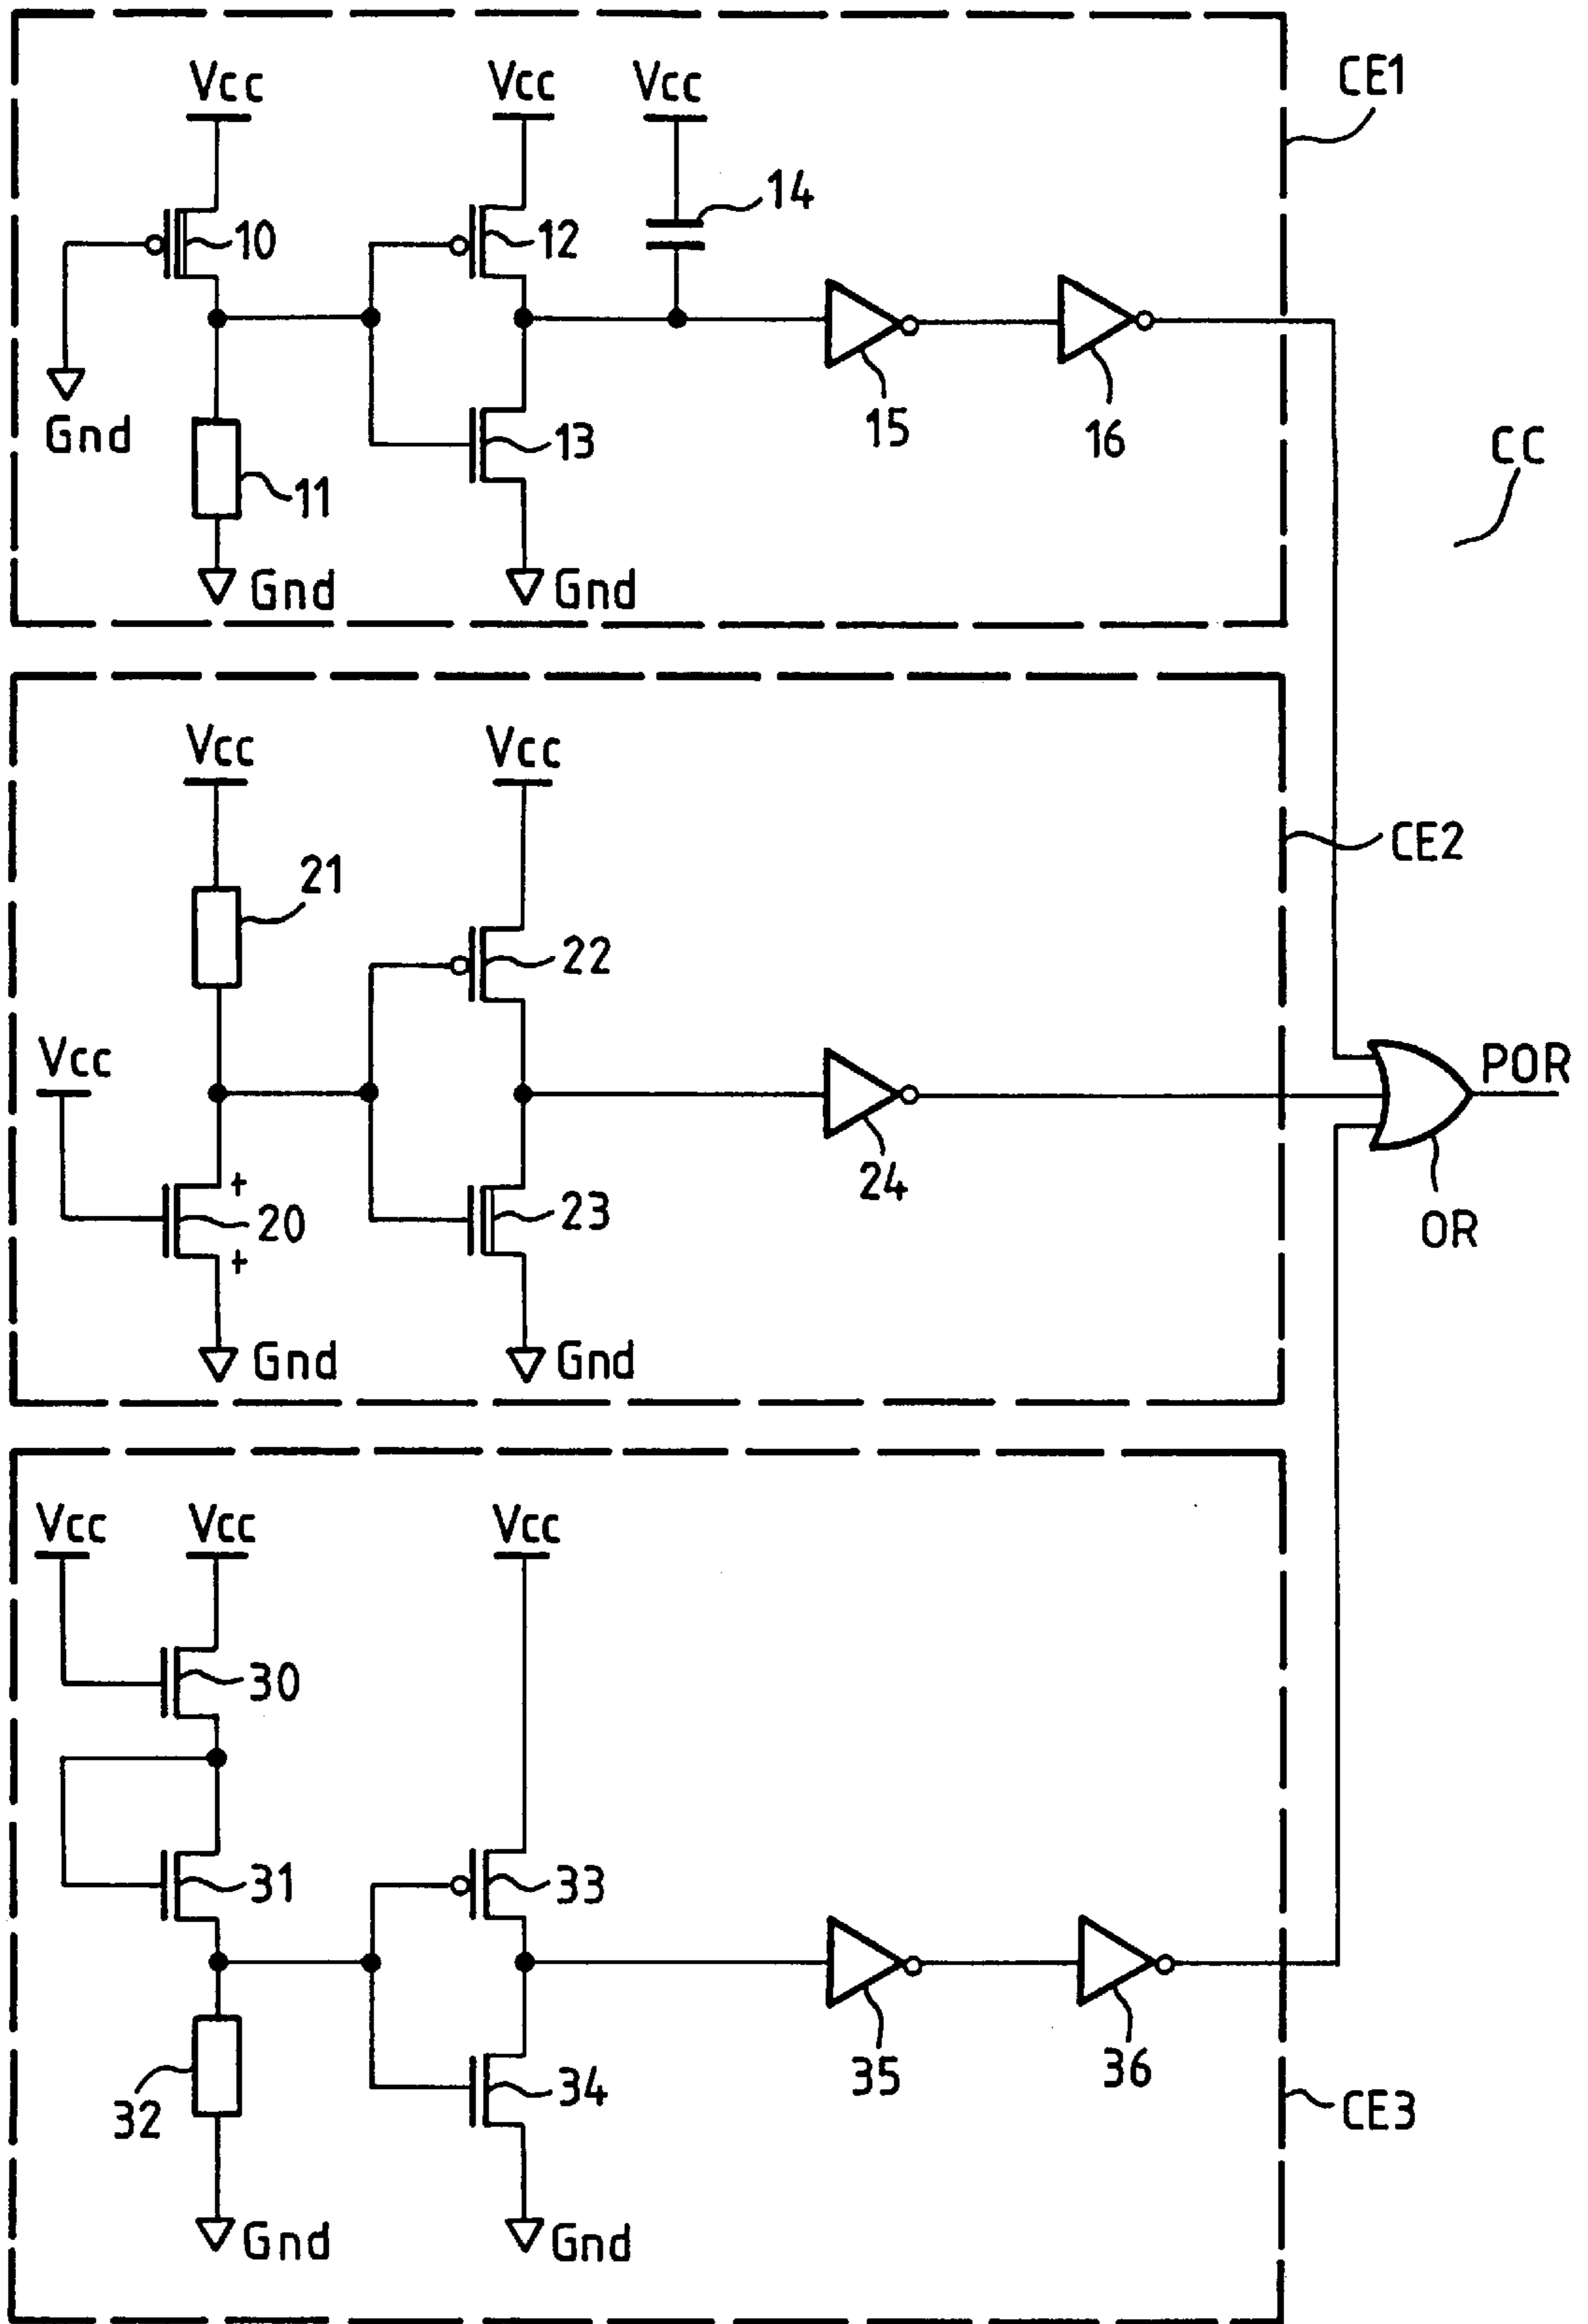 Vcc Vcc Vcc CE1
14
10 12
Gnd 13 15 16 CC
11
Gnd Gnd
Vcc Vcc
CE2
21
22
Vcc POR
+
20 23 24 OR
+
Gnd Gnd
Vcc Vcc Vcc
30
31 33
35 36
32 34 CE3
Gnd Gnd